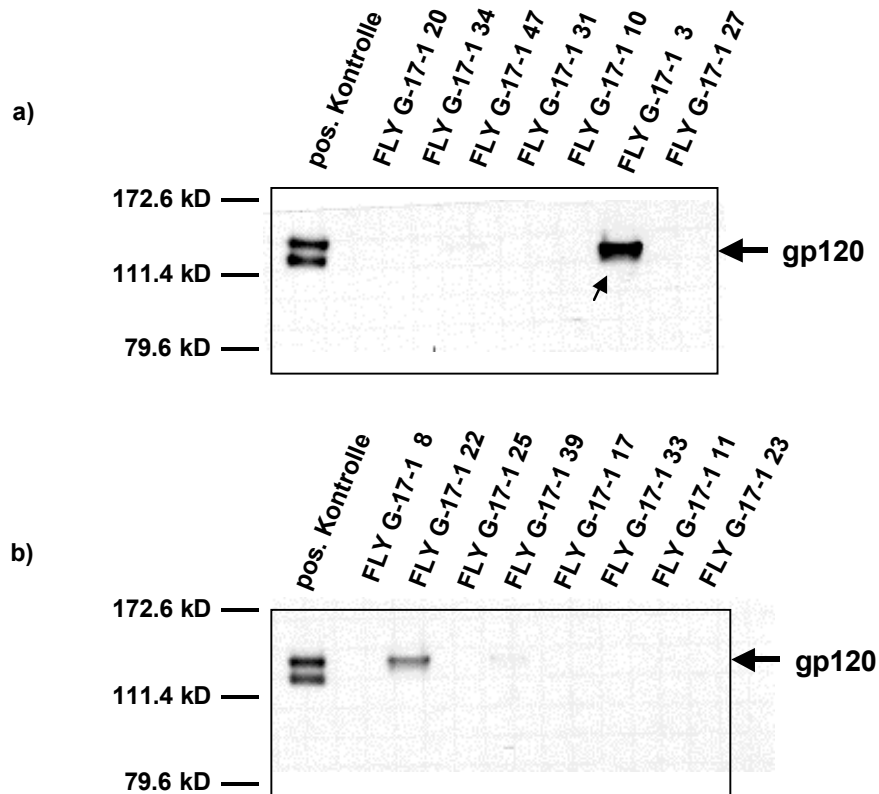 a)
pos. Kontrolle
FLY G-17-1 20
FLY G-17-1 34
FLY G-17-1 47
FLY G-17-1 31
FLY G-17-1 10
FLY G-17-1 3
FLY G-17-1 27
172.6 kD
111.4 kD
79.6 kD
gp120
b)
pos. Kontrolle
FLY G-17-1 8
FLY G-17-1 22
FLY G-17-1 25
FLY G-17-1 39
FLY G-17-1 17
FLY G-17-1 33
FLY G-17-1 11
FLY G-17-1 23
172.6 kD
111.4 kD
79.6 kD
gp120